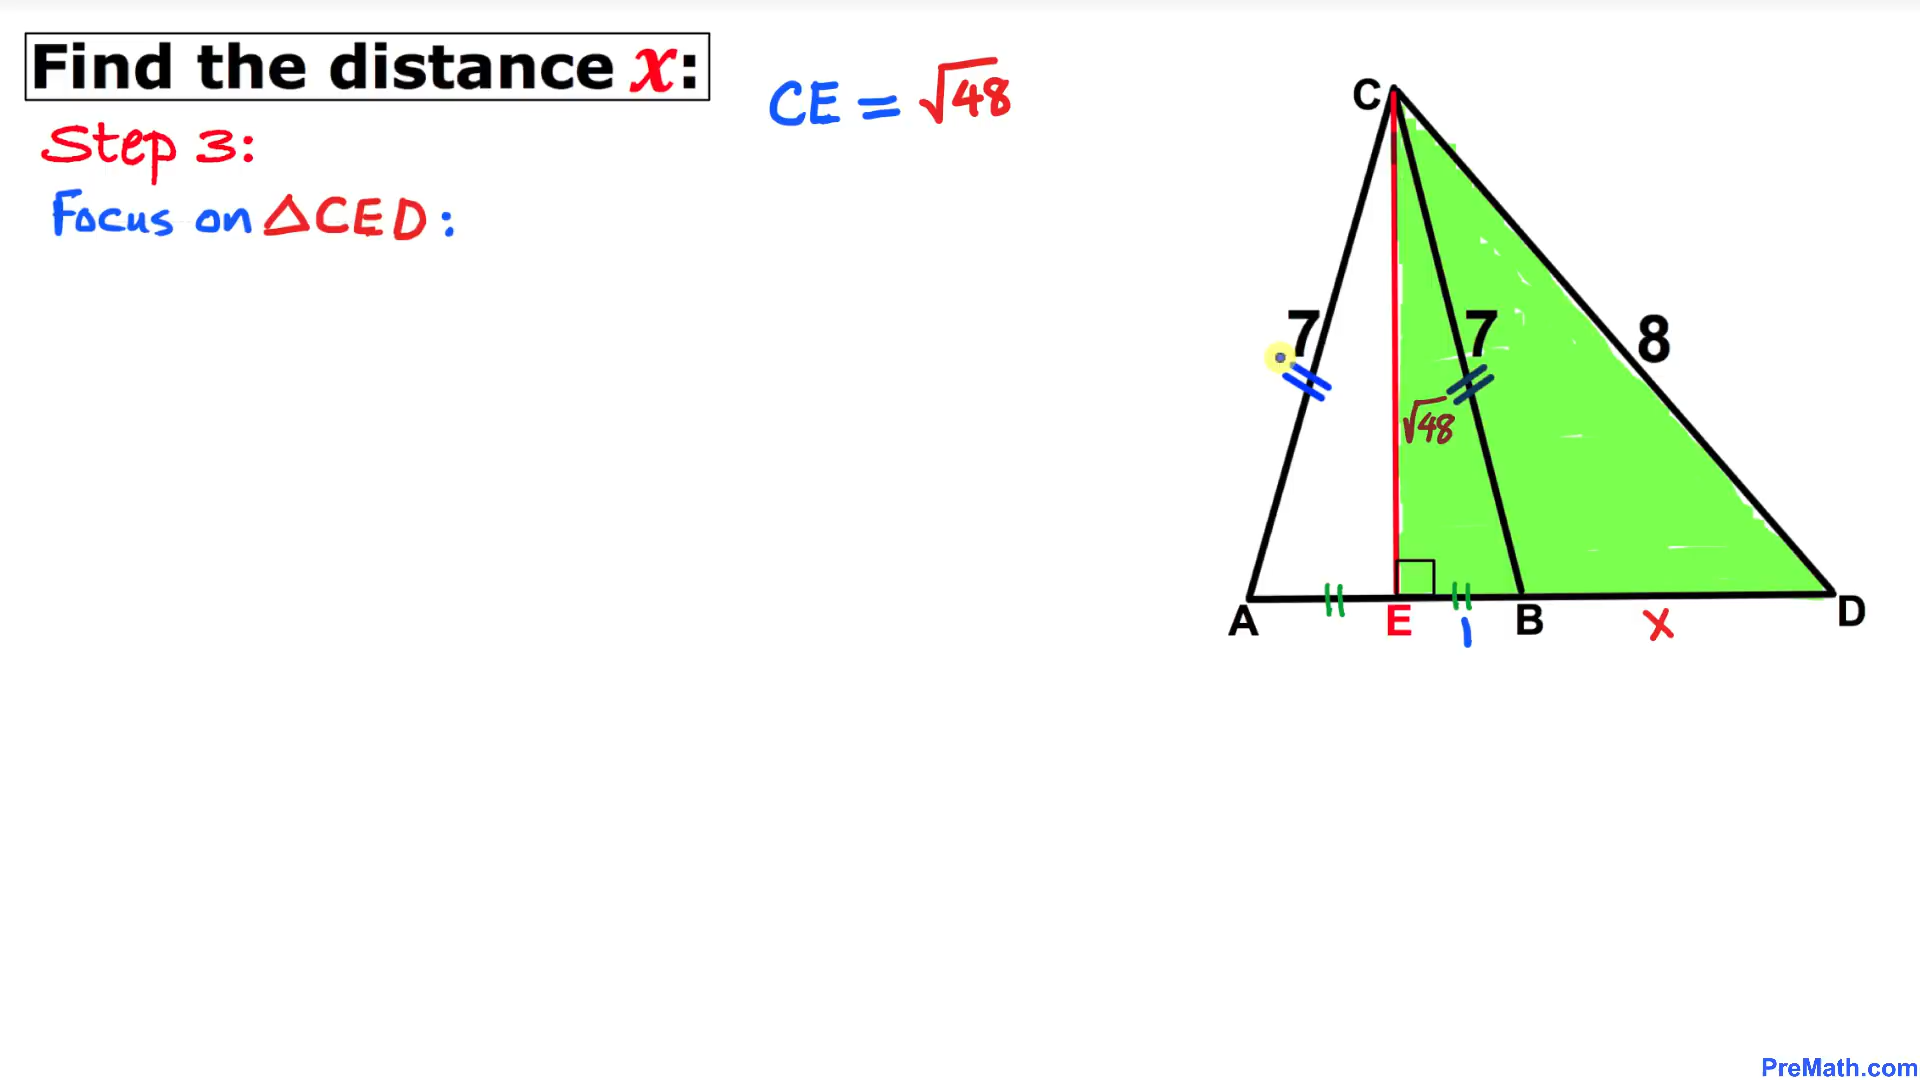 Find the distance x:
CE = √48
Step 3:
Focus on △CED:
C
7
7
8
√48
A
E
1
B
x
D
PreMath.com